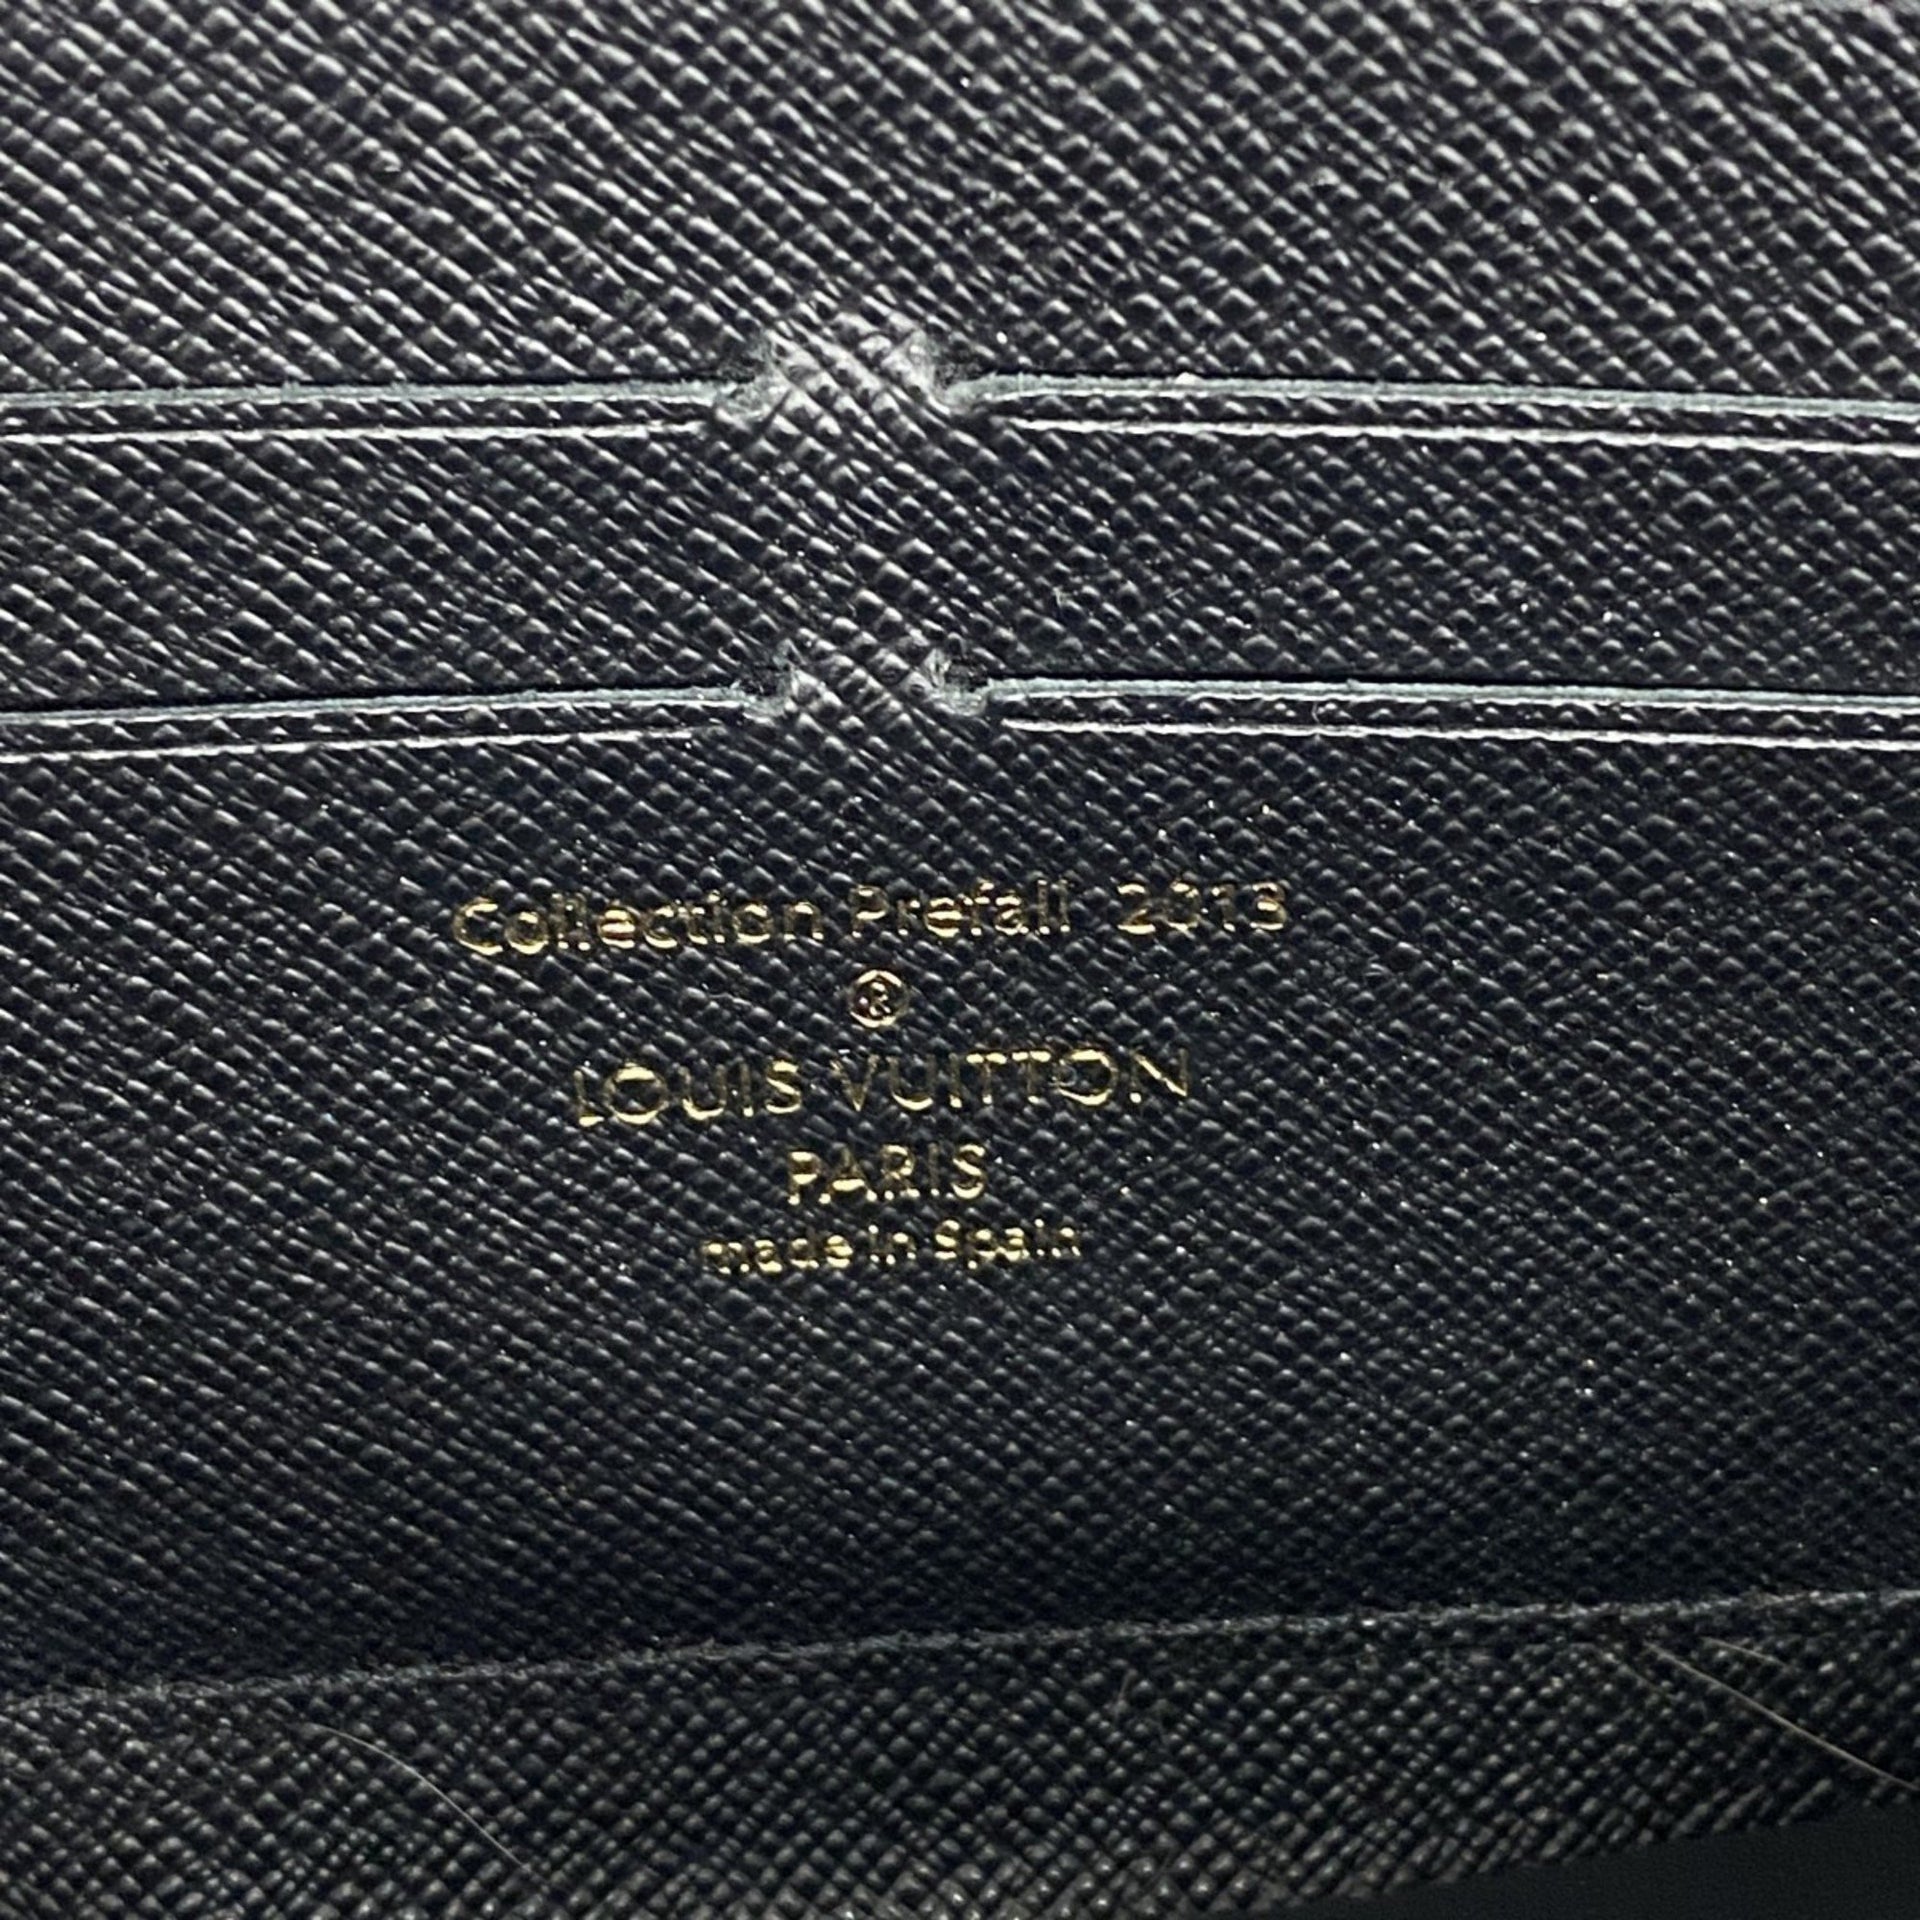 Collection Prefall 2013
®
LOUIS VUITTON
PARIS
made in Spain